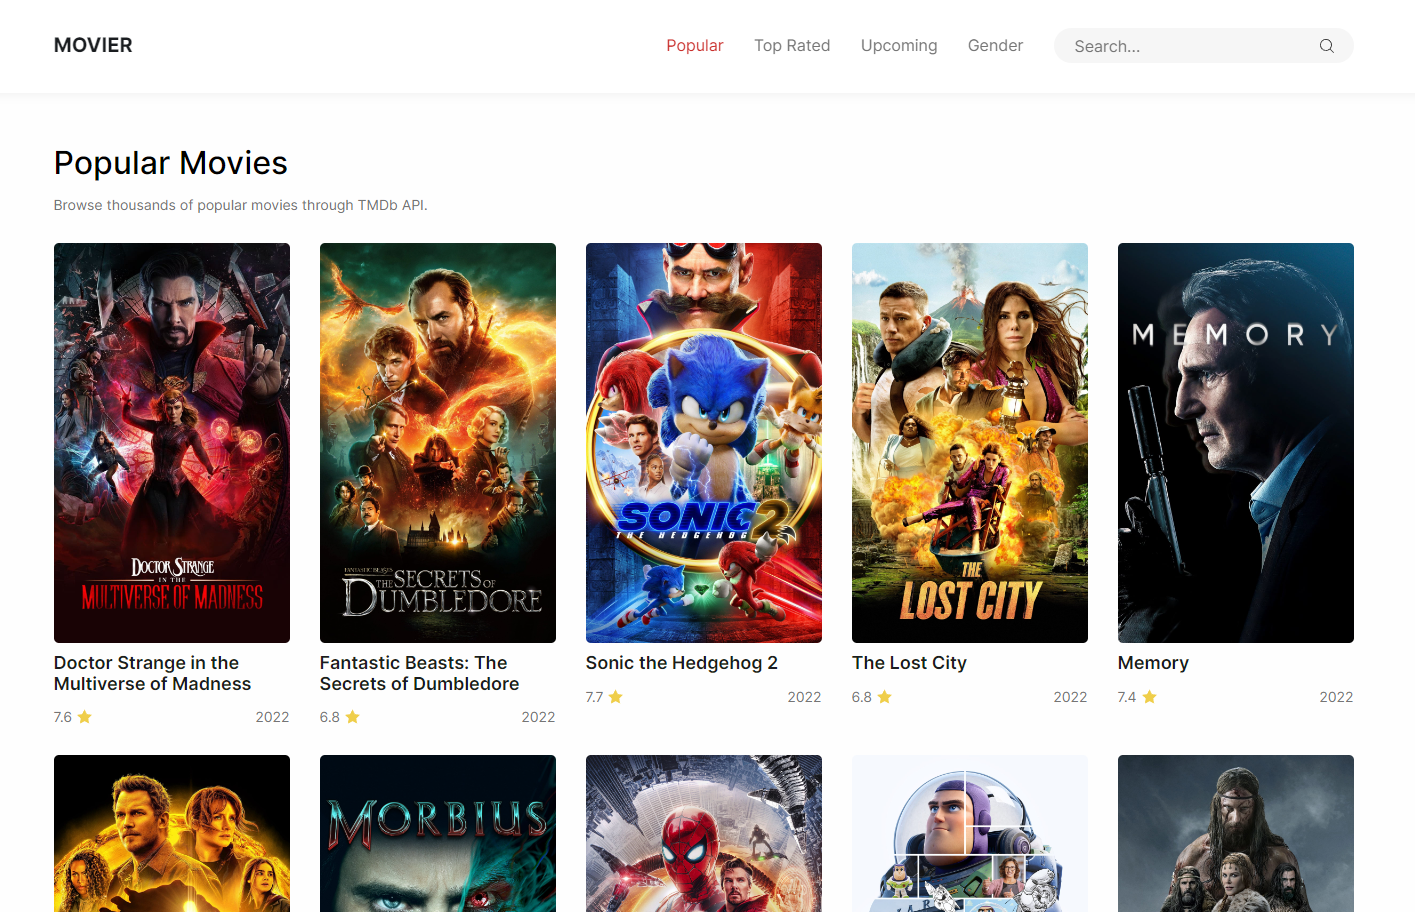 MOVIER
Popular
Top Rated
Upcoming
Gender
Search...
Popular Movies
Browse thousands of popular movies through TMDb API.
DOCTOR STRANGE
IN THE
MULTIVERSE OF MADNESS
FANTASTIC BEASTS
THE SECRETS OF
DUMBLEDORE
SONIC 2
THE HEDGEHOG
THE
LOST CITY
MEMORY
Doctor Strange in the
Multiverse of Madness
7.6
2022
Fantastic Beasts: The
Secrets of Dumbledore
6.8
2022
Sonic the Hedgehog 2
7.7
2022
The Lost City
6.8
2022
Memory
7.4
2022
MORBIUS